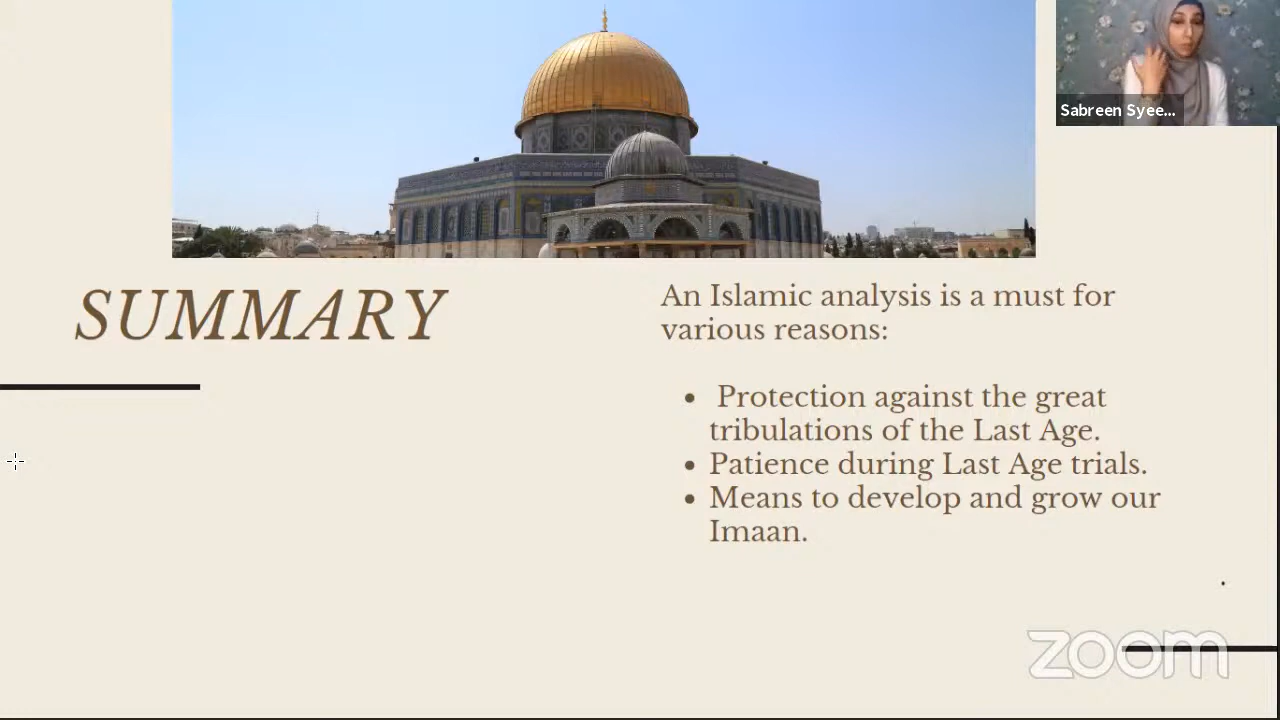 Sabreen Syee...
SUMMARY
An Islamic analysis is a must for
various reasons:
• Protection against the great
tribulations of the Last Age.
• Patience during Last Age trials.
• Means to develop and grow our
Imaan.
.
zoom